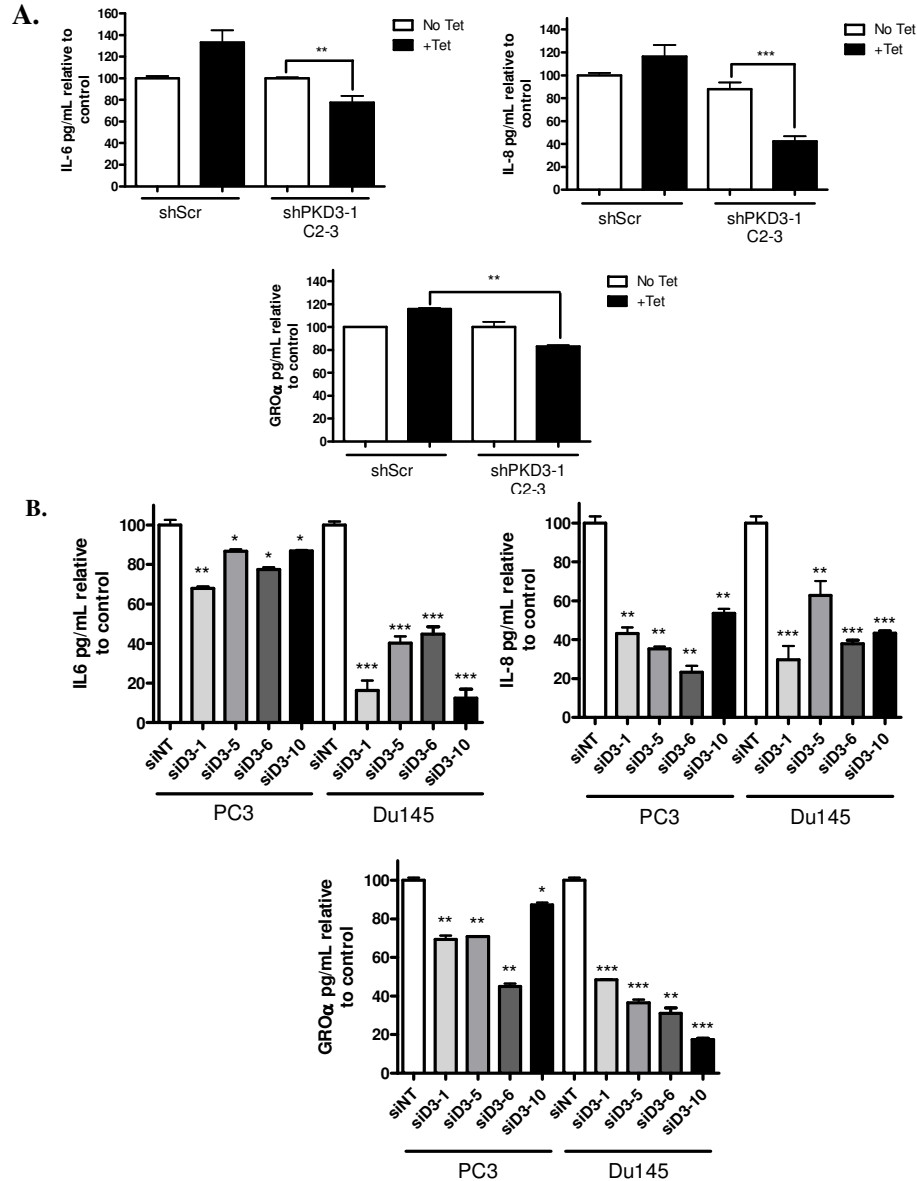 A.
IL-6 pg/mL relative to
control
160
140
120
100
80
60
40
20
0
**
No Tet
+Tet
shScr
shPKD3-1
C2-3
IL-8 pg/mL relative to
control
140
120
100
80
60
40
20
0
***
No Tet
+Tet
shScr
shPKD3-1
C2-3
GROα pg/mL relative
to control
140
120
100
80
60
40
20
0
**
No Tet
+Tet
shScr
shPKD3-1
C2-3
B.
IL6 pg/mL relative
to control
100
80
60
40
20
0
** * * * *** *** *** ***
siNT siD3-1 siD3-5 siD3-6 siD3-10 siNT siD3-1 siD3-5 siD3-6 siD3-10
PC3 Du145
IL-8 pg/mL relative
to control
100
80
60
40
20
0
** ** ** ** *** ** *** ***
siNT siD3-1 siD3-5 siD3-6 siD3-10 siNT siD3-1 siD3-5 siD3-6 siD3-10
PC3 Du145
GROα pg/mL relative
to control
100
80
60
40
20
0
** ** ** * *** *** ** ***
siNT siD3-1 siD3-5 siD3-6 siD3-10 siNT siD3-1 siD3-5 siD3-6 siD3-10
PC3 Du145